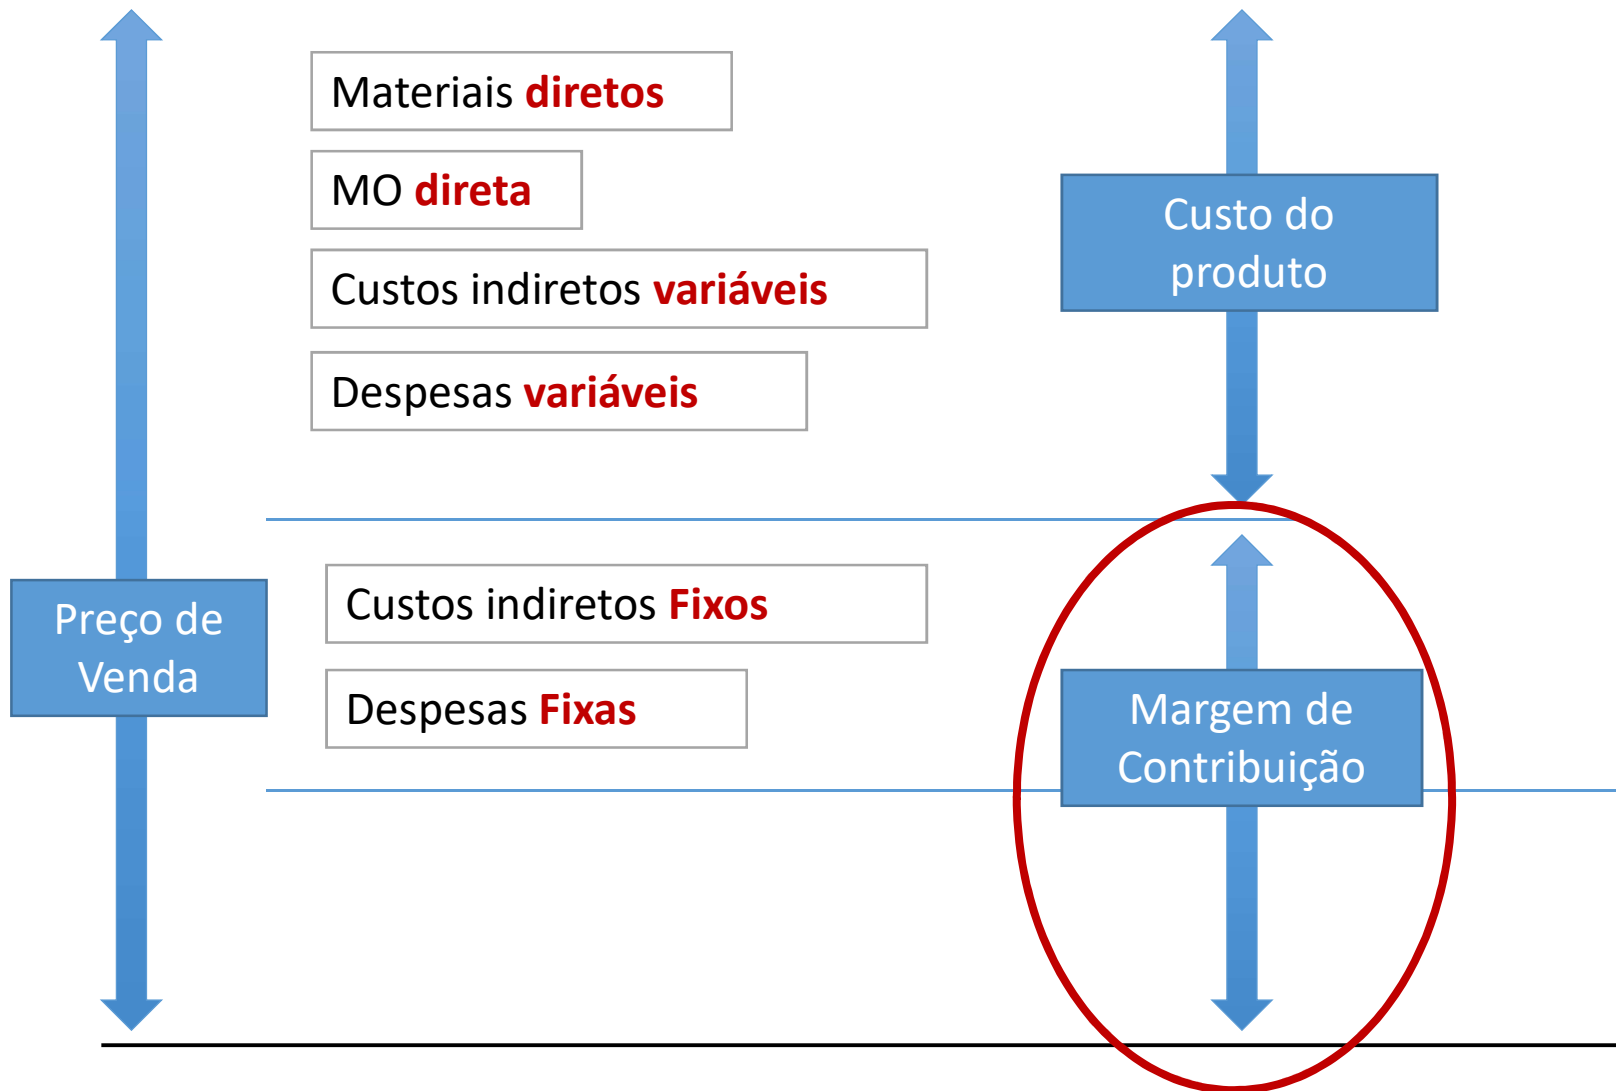 Materiais diretos
MO direta
Custos indiretos variáveis
Despesas variáveis
Custo do
produto
Preço de
Venda
Custos indiretos Fixos
Despesas Fixas
Margem de
Contribuição